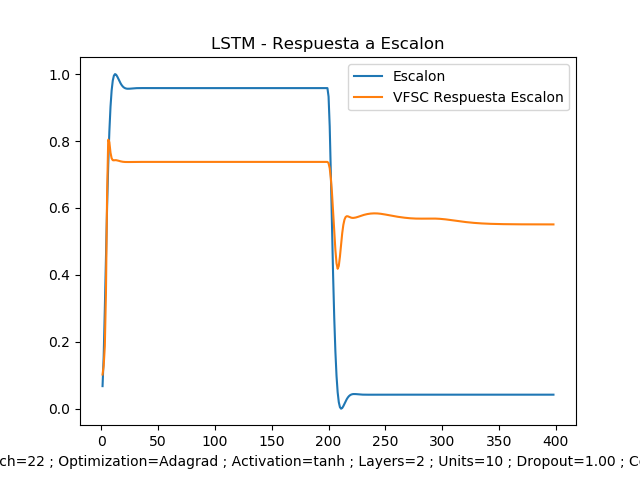 LSTM - Respuesta a Escalon
1.0
0.8
0.6
0.4
0.2
0.0
Escalon
VFSC Respuesta Escalon
0 50 100 150 200 250 300 350 400
ch=22 ; Optimization=Adagrad ; Activation=tanh ; Layers=2 ; Units=10 ; Dropout=1.00 ;